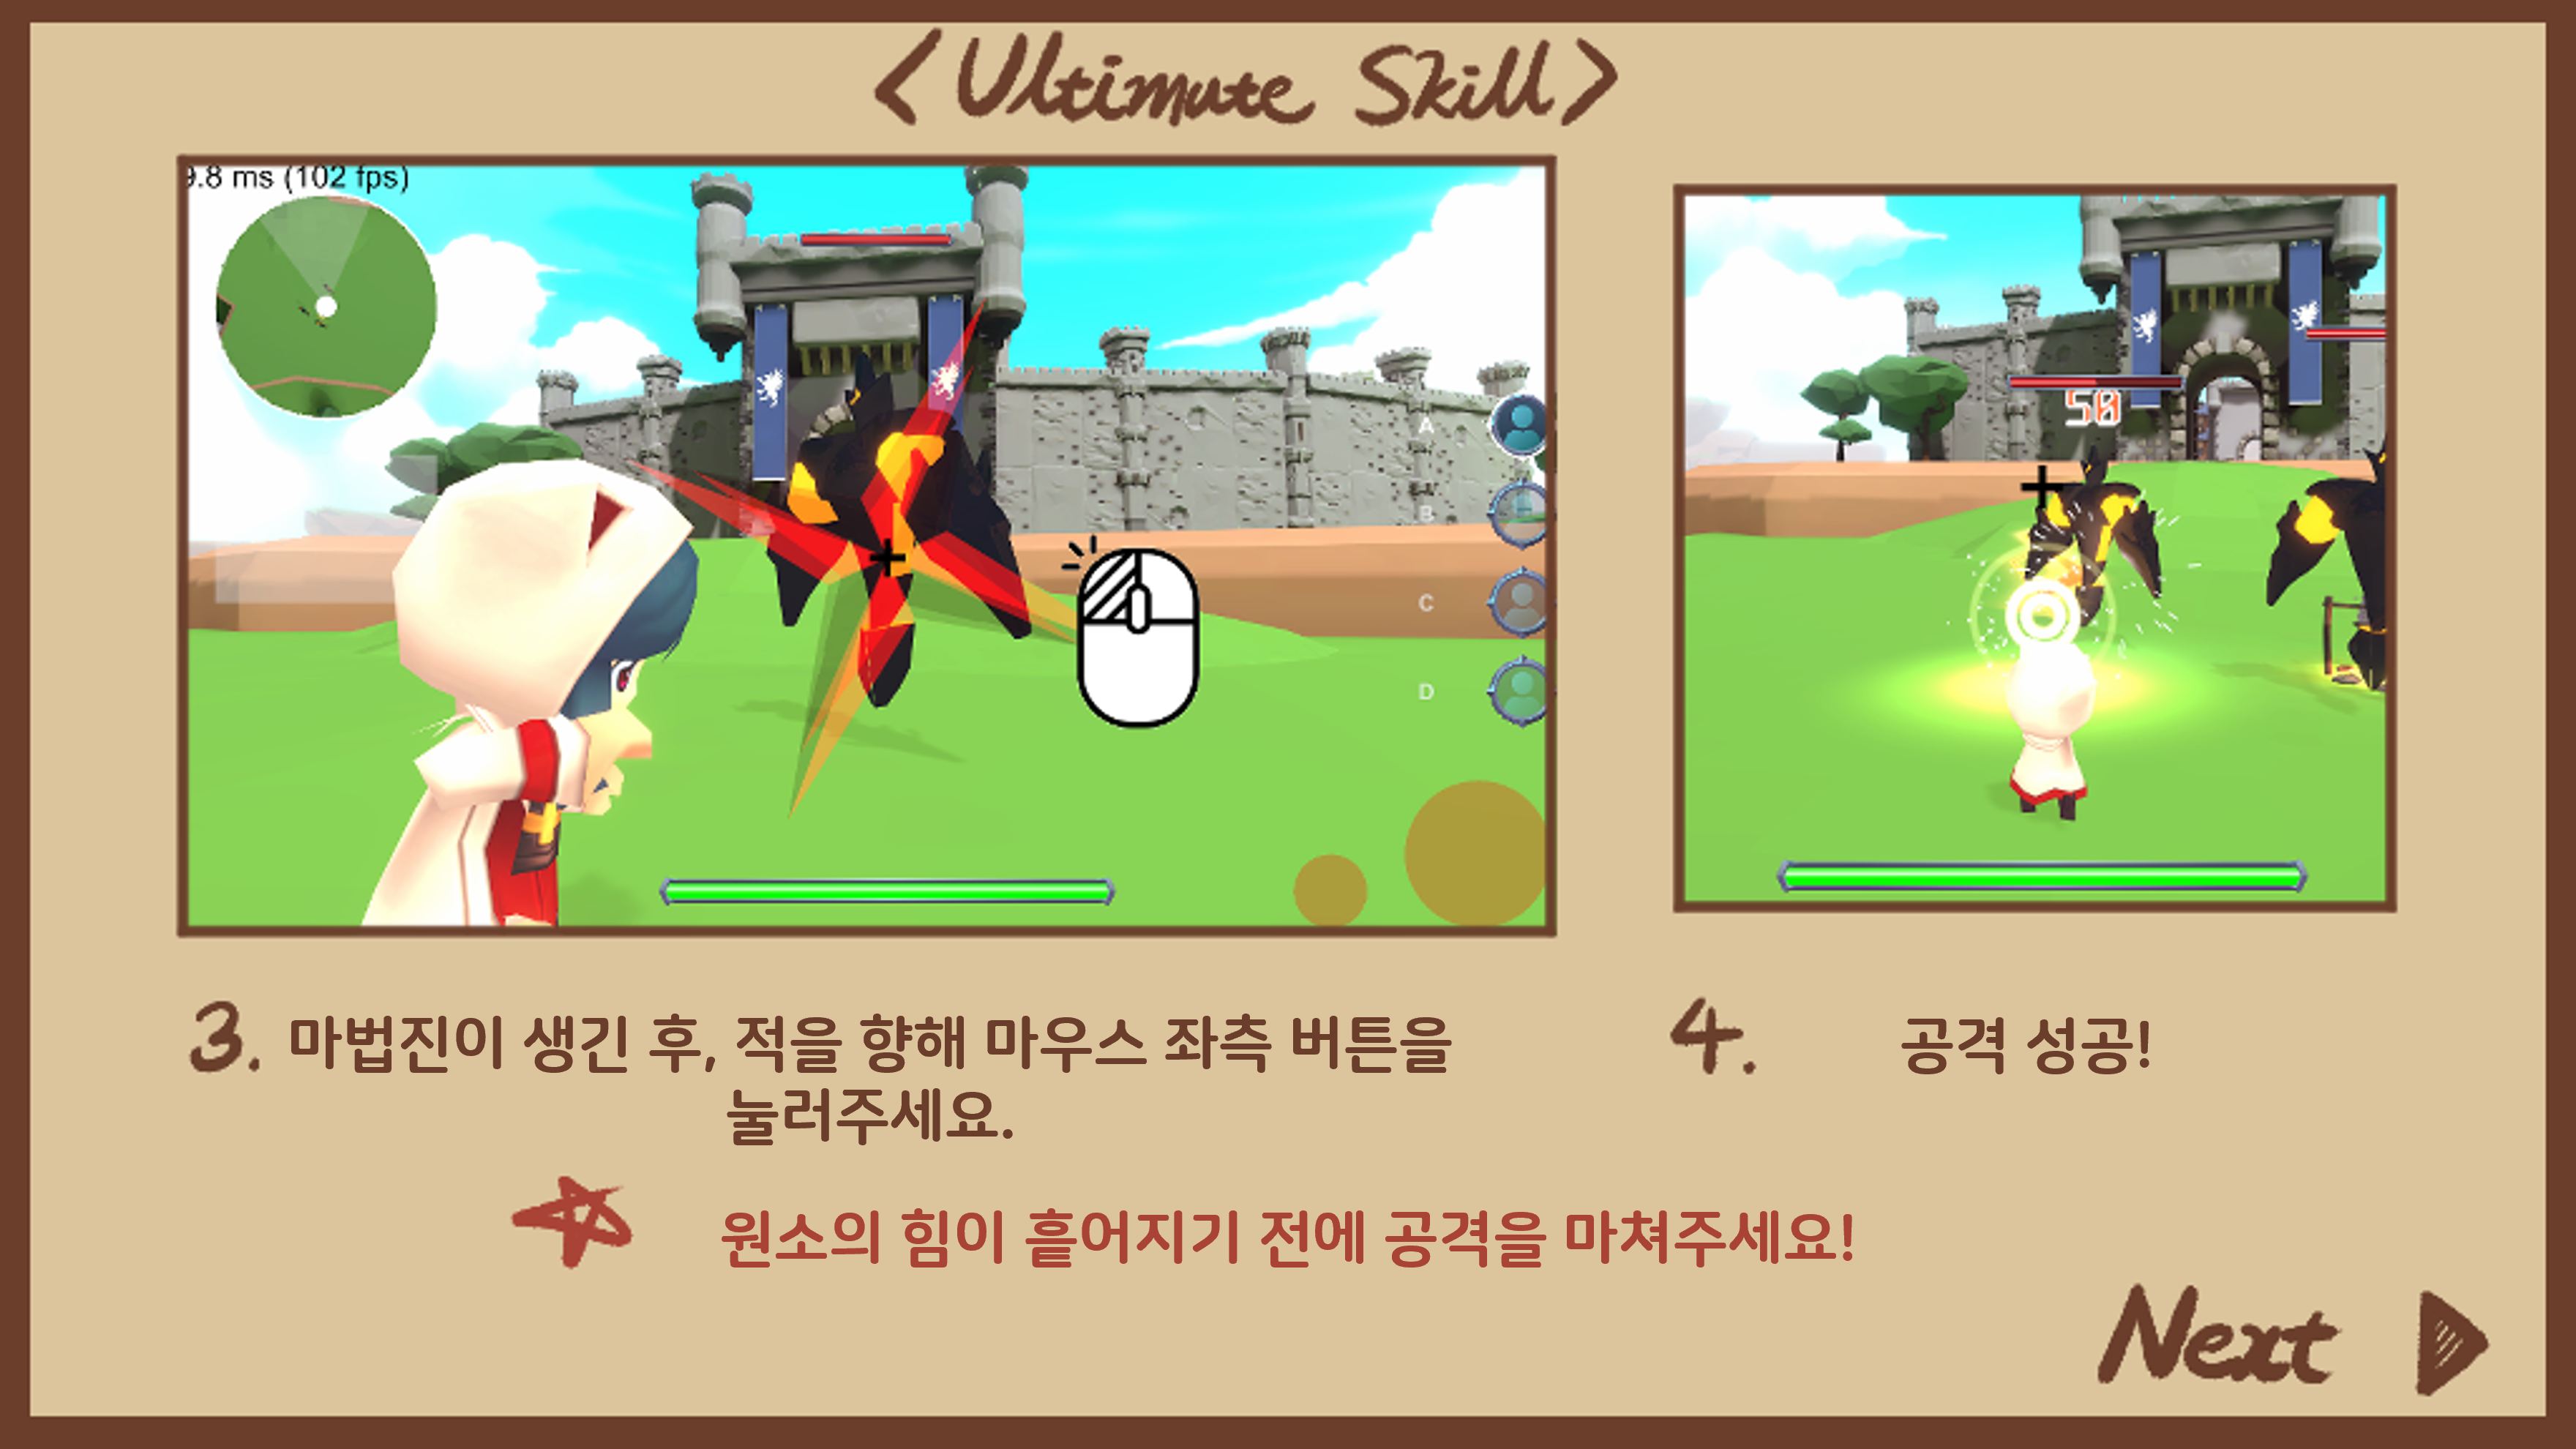 <Ultimate Skill>
9.8 ms (102 fps)
A
B
C
D
50
3. 마법진이 생긴 후, 적을 향해 마우스 좌측 버튼을
눌러주세요.
4. 공격 성공!
원소의 힘이 흩어지기 전에 공격을 마쳐주세요!
Next